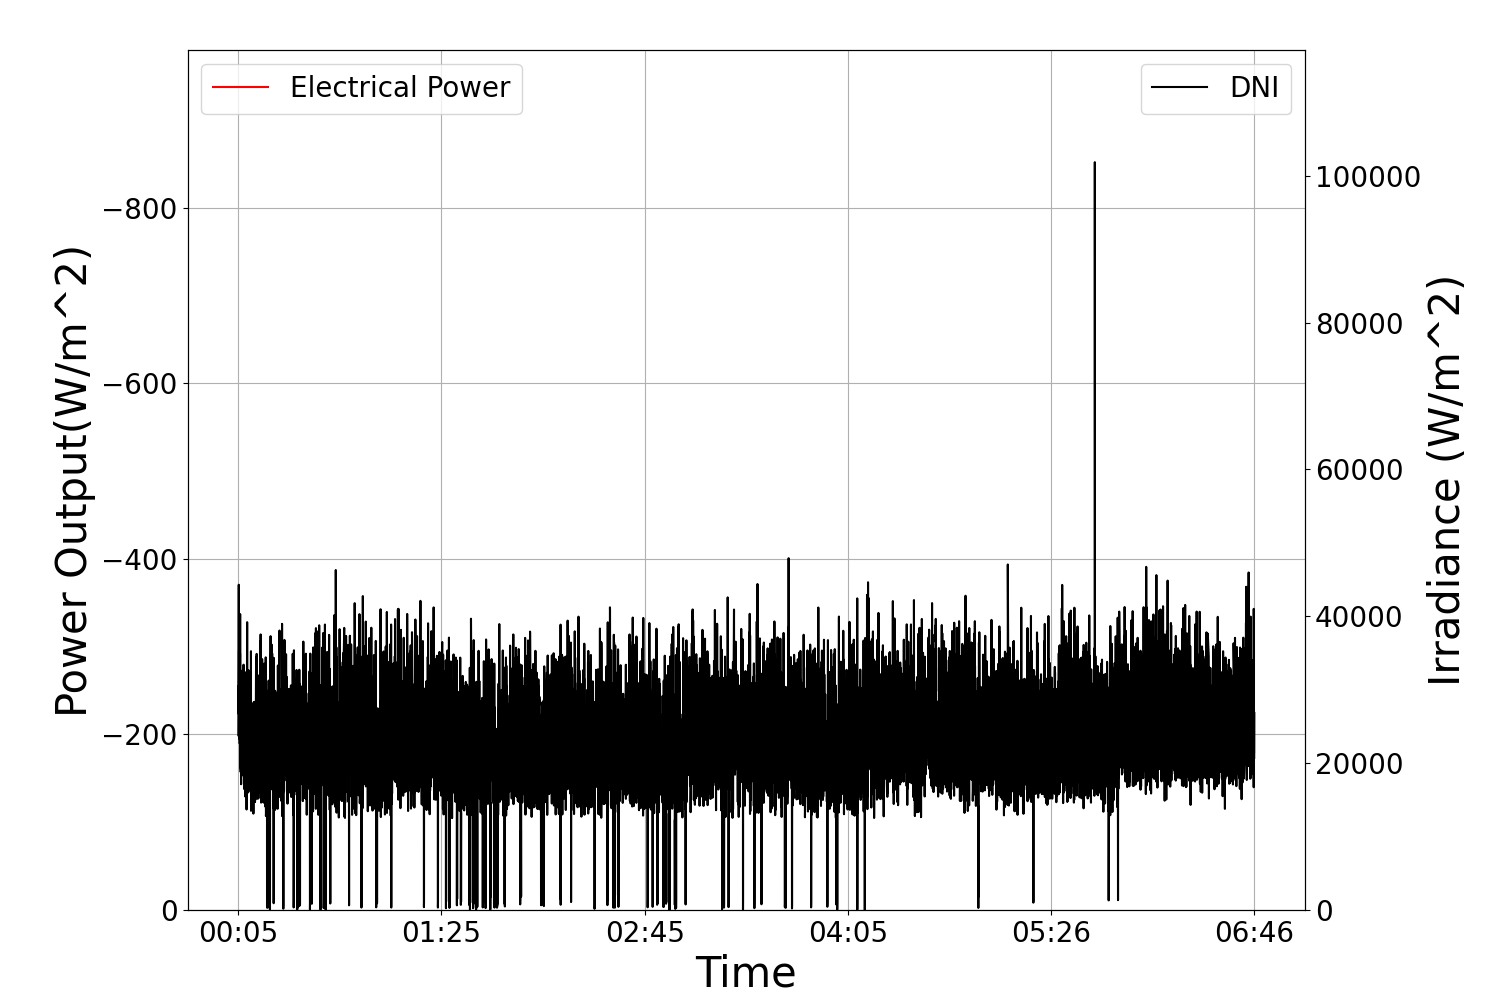 Electrical Power
DNI
Power Output(W/m^2)
−800
−600
−400
−200
0
100000
80000
60000
40000
20000
0
Irradiance (W/m^2)
00:05 01:25 02:45 04:05 05:26 06:46
Time